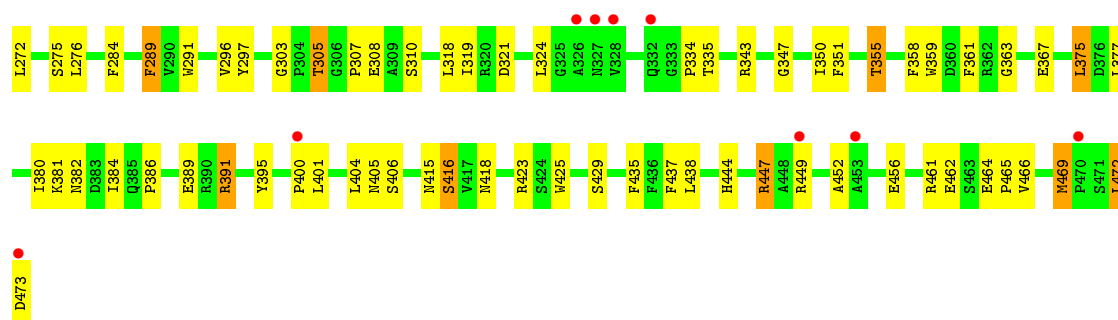 L272 S275 L276 F284 F289 V290 W291 V296 Y297 G303 P304 T305 G306 P307 E308 A309 S310 L318 I319 R320 D321 L324 G325 A326 N327 V328 Q332 G333 P334 T335 R343 G347 I350 F351 T355 F358 W359 D360 F361 R362 G363 E367 L375 D376 L377
I380 K381 N382 D383 I384 Q385 P386 E389 R390 R391 Y395 P400 L401 L404 N405 S406 N415 S416 V417 N418 R423 S424 W425 S429 F435 F436 F437 L438 H444 R447 A448 R449 A452 A453 E456 R461 E462 S463 E464 P465 V466 M469 P470 S471 L472
D473